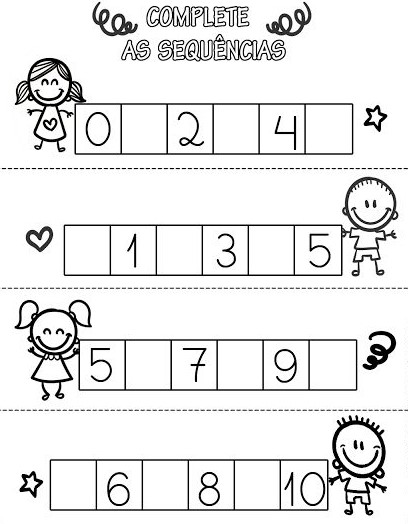 COMPLETE
AS SEQUÊNCIAS
0 2 4
1 3 5
5 7 9
6 8 10